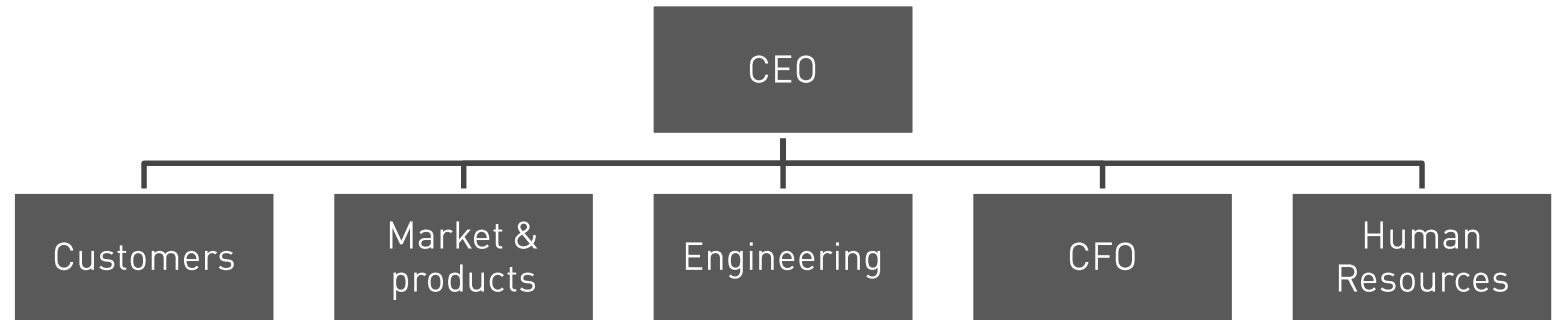 CEO
Customers
Market &
products
Engineering
CFO
Human
Resources